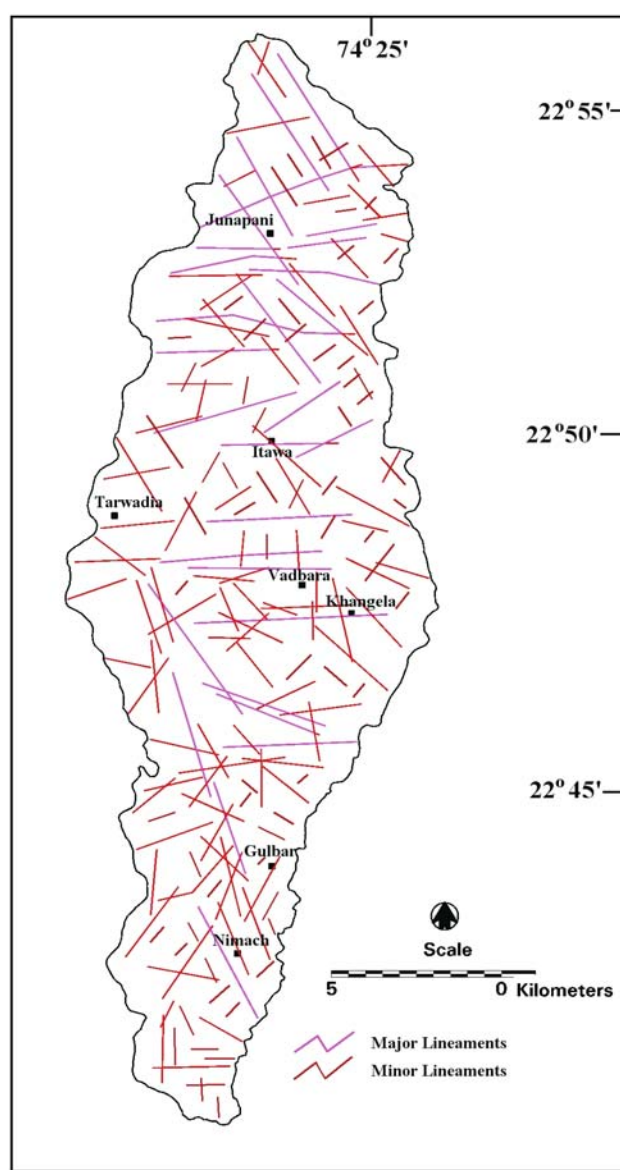 74° 25'
22° 55'
Junapani
22° 50'
Itawa
Tarwadia
Vadbara
Khangela
22° 45'
Gulbar
Nimach
Scale
5 0 Kilometers
Major Lineaments
Minor Lineaments